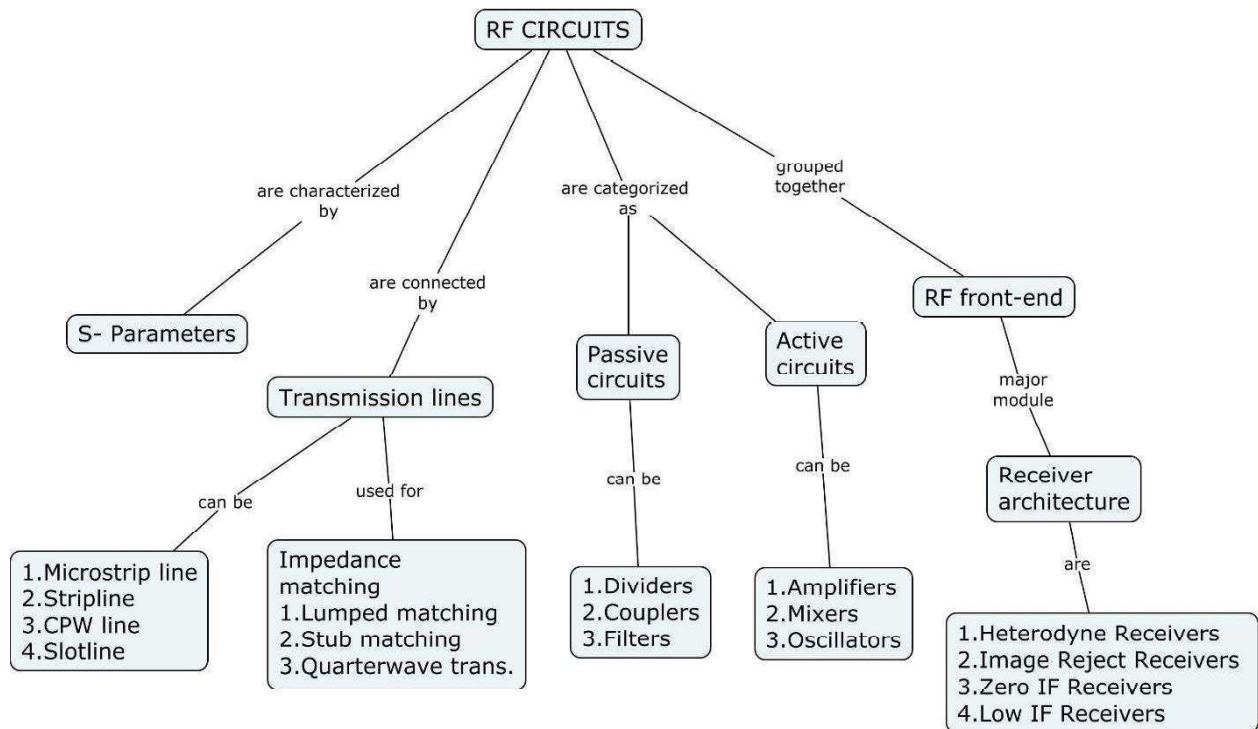 RF CIRCUITS
are characterized
by
S- Parameters
are connected
by
Transmission lines
can be
1.Microstrip line
2.Stripline
3.CPW line
4.Slotline
used for
Impedance
matching
1.Lumped matching
2.Stub matching
3.Quarterwave trans.
are categorized
as
Passive
circuits
can be
1.Dividers
2.Couplers
3.Filters
Active
circuits
can be
1.Amplifiers
2.Mixers
3.Oscillators
grouped
together
RF front-end
major
module
Receiver
architecture
are
1.Heterodyne Receivers
2.Image Reject Receivers
3.Zero IF Receivers
4.Low IF Receivers